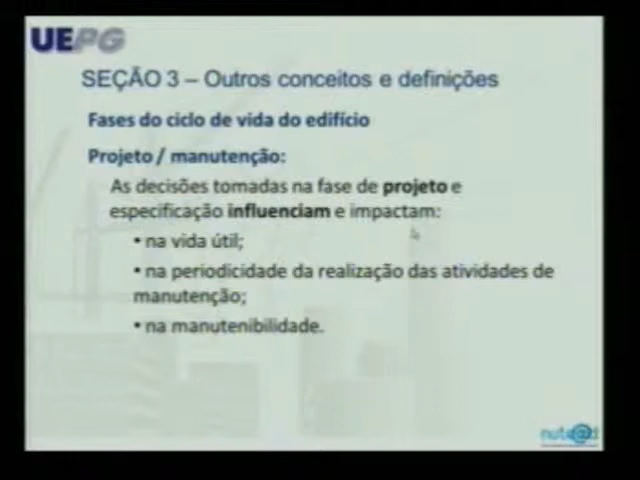 UEPG
SEÇÃO 3 – Outros conceitos e definições
Fases do ciclo de vida do edifício
Projeto / manutenção:
As decisões tomadas na fase de projeto e
especificação influenciam e impactam:
• na vida útil;
• na periodicidade da realização das atividades de
manutenção;
• na manutenibilidade.
nute@d